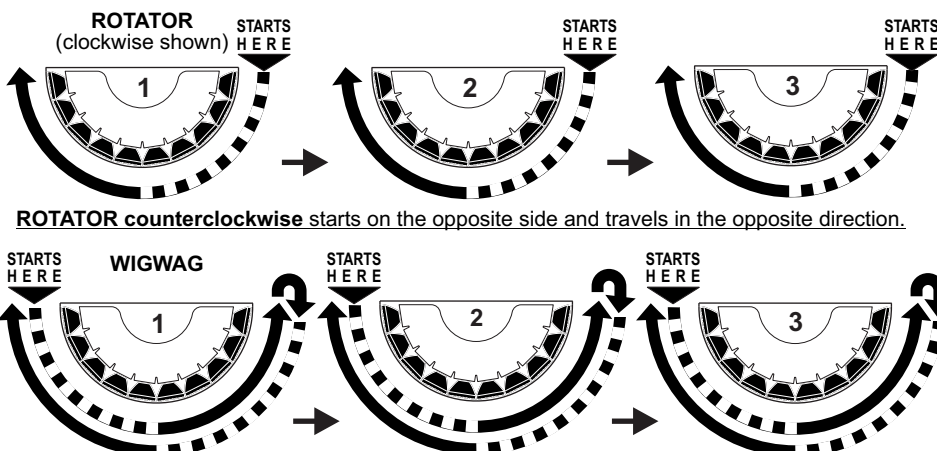 ROTATOR
(clockwise shown)
STARTS
HERE
STARTS
HERE
STARTS
HERE
1
2
3
ROTATOR counterclockwise starts on the opposite side and travels in the opposite direction.
STARTS
HERE
WIGWAG
STARTS
HERE
STARTS
HERE
1
2
3